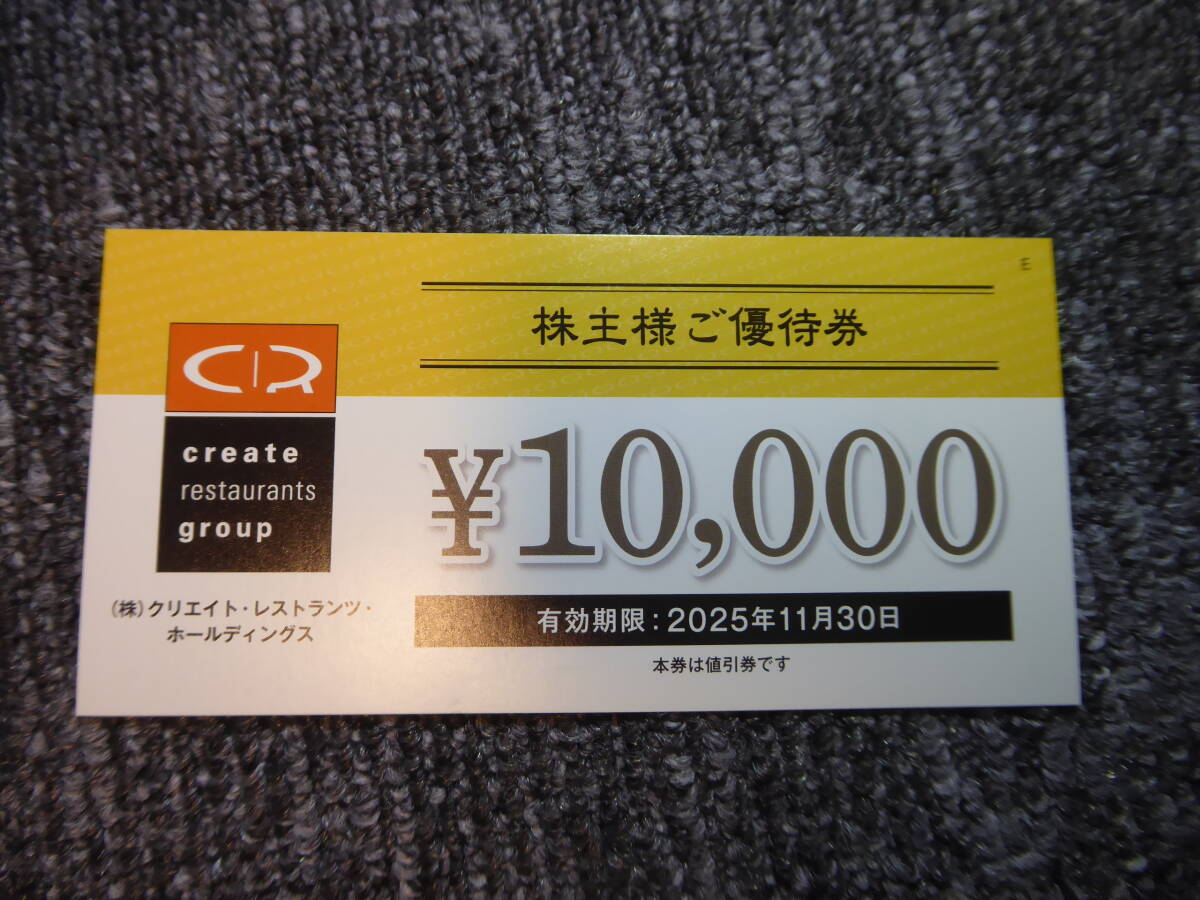 E
株主様ご優待券
CR
create
restaurants
group
¥10,000
(株)クリエイト・レストランツ・
ホールディングス
有効期限:2025年11月30日
本券は値引券です